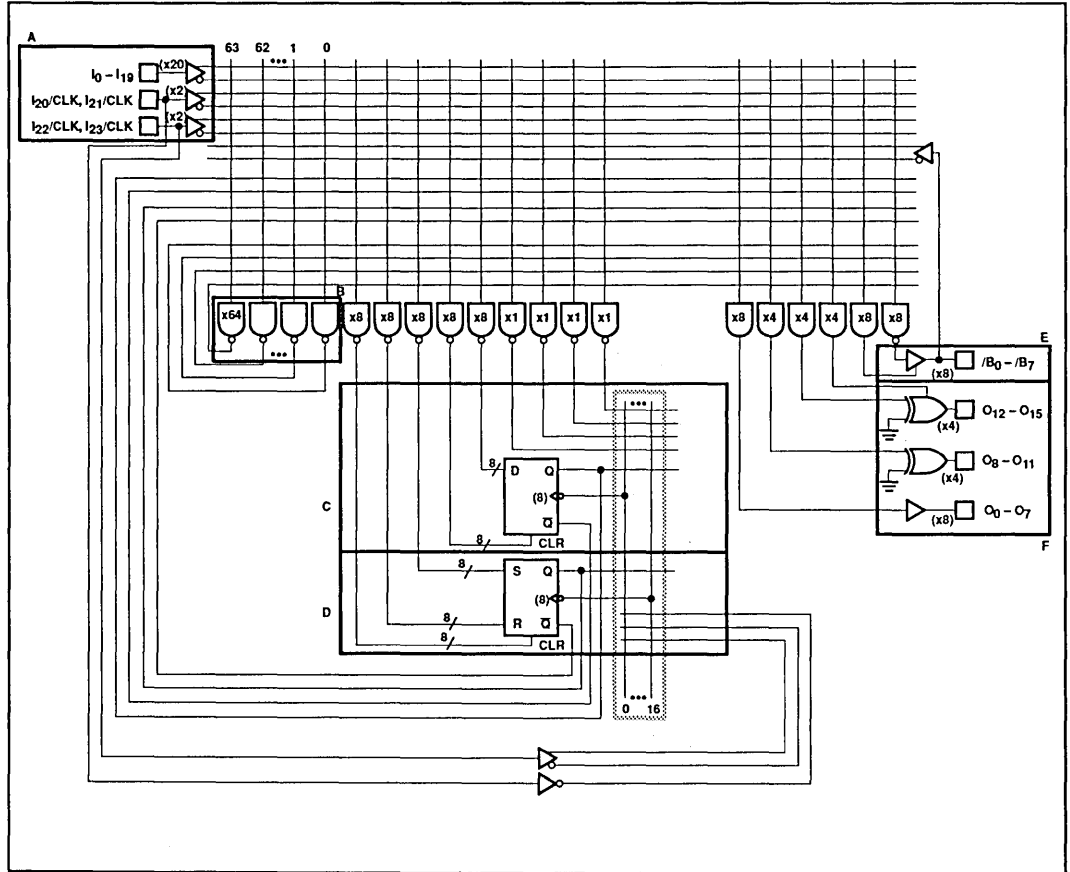 A
63 62 ••• 1 0
I0 – I19 (x20)
I20/CLK, I21/CLK (x2)
I22/CLK, I23/CLK (x2)
B
x64
•••
x8 x8 x8 x8 x8 x1 x1 x1 x1
x8 x4 x4 x4 x8 x8
E
/B0 – /B7
(x8)
O12 – O15
(x4)
O8 – O11
(x4)
O0 – O7
(x8)
F
•••
C
8 D Q
(8)
Q̅
8 CLR
D
8 S Q
(8)
8 R Q̅
8 CLR
•••
0 16